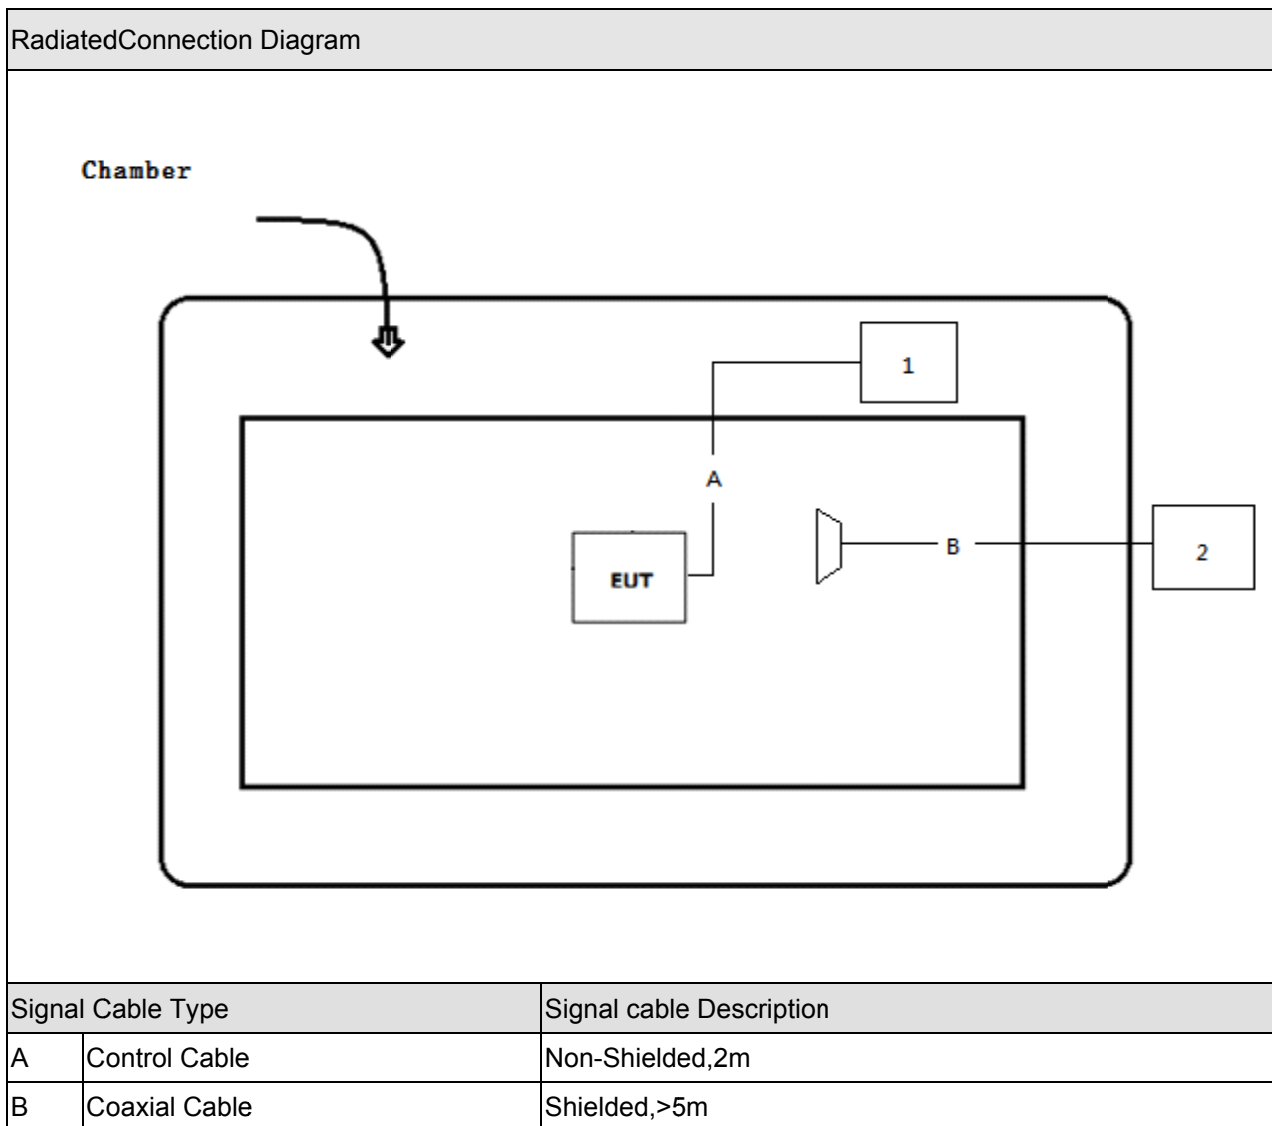 RadiatedConnection Diagram
Chamber
1
A
B
2
EUT
Signal Cable Type Signal cable Description
A Control Cable Non-Shielded,2m
B Coaxial Cable Shielded,>5m